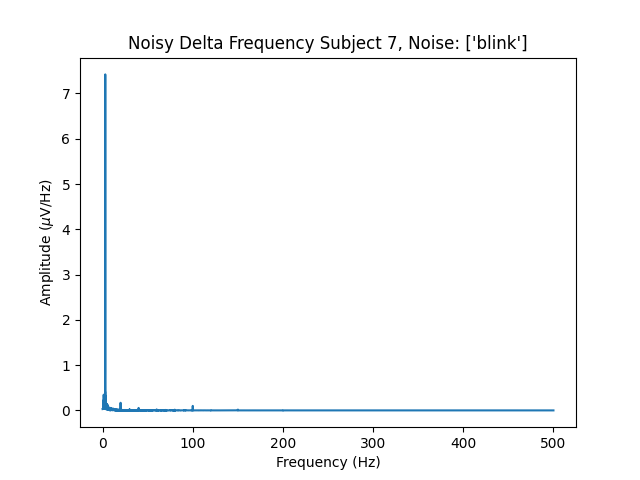 Noisy Delta Frequency Subject 7, Noise: ['blink']
7
6
5
4
3
2
1
0
Amplitude (μV/Hz)
0 100 200 300 400 500
Frequency (Hz)